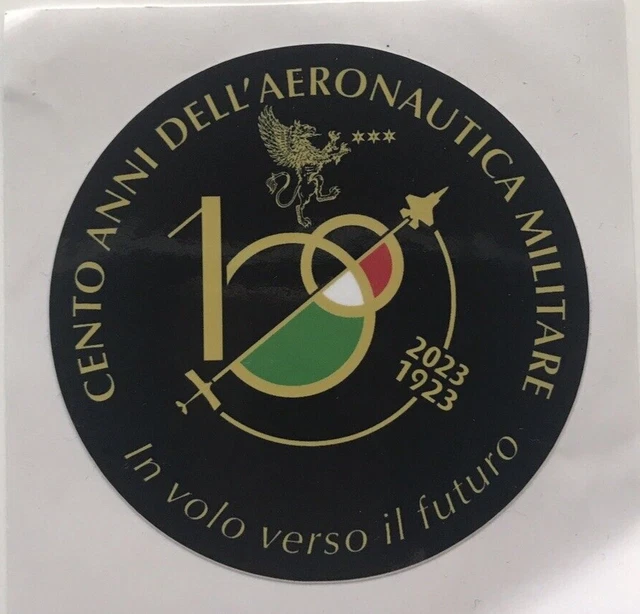 CENTO ANNI DELL'AERONAUTICA MILITARE
100
2023
1923
In volo verso il futuro